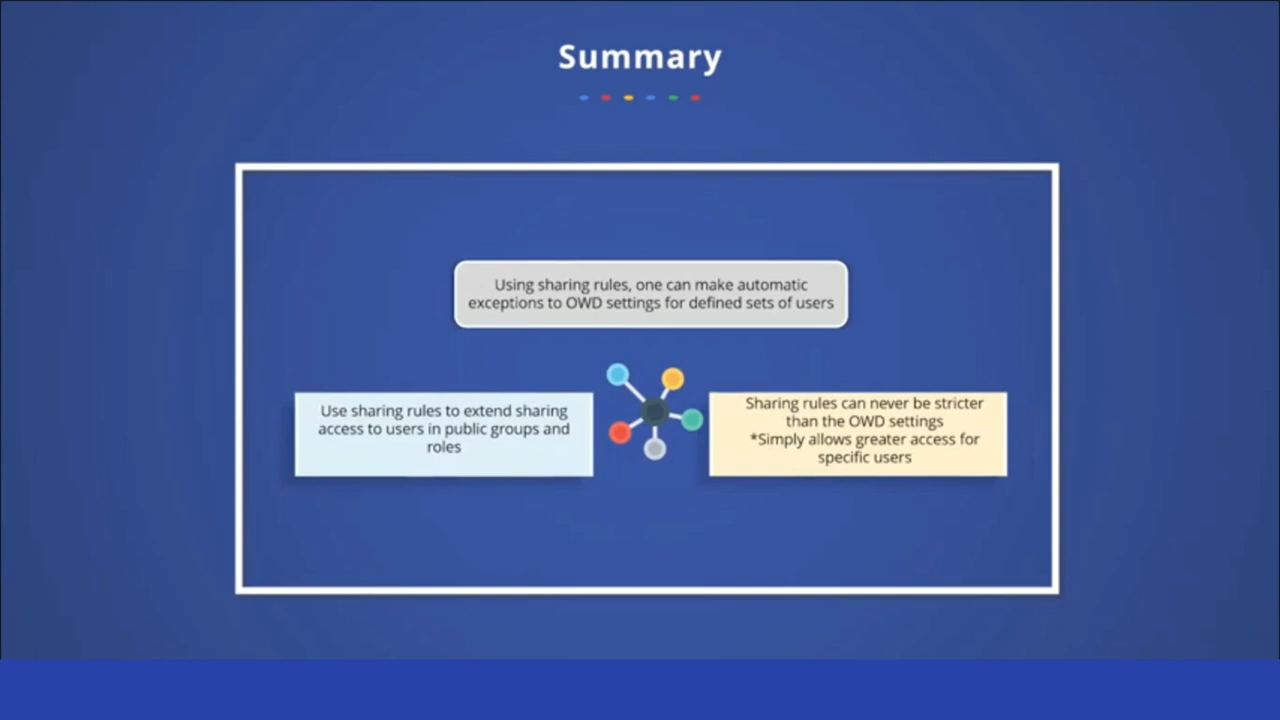 Summary
Using sharing rules, one can make automatic
exceptions to OWD settings for defined sets of users
Use sharing rules to extend sharing
access to users in public groups and
roles
Sharing rules can never be stricter
than the OWD settings
*Simply allows greater access for
specific users